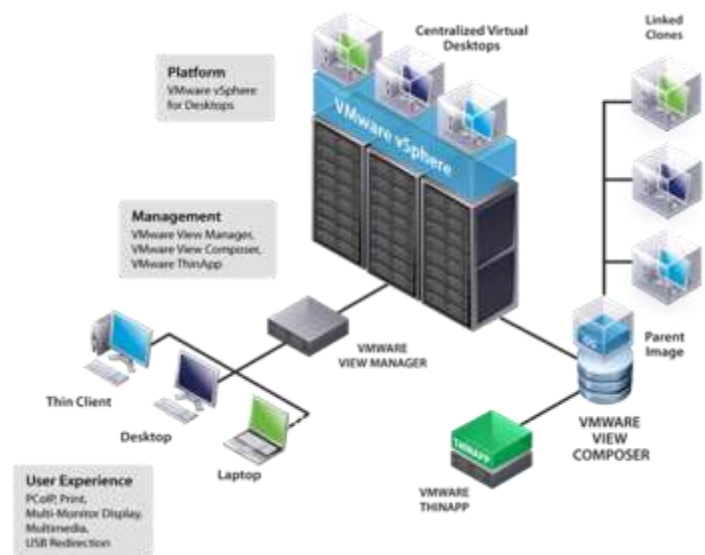 Centralized Virtual
Desktops
Linked
Clones
Platform
VMware vSphere
for Desktops
VMware vSphere
Management
VMware View Manager,
VMware View Composer,
VMware ThinApp
VMWARE
VIEW MANAGER
OS
Parent
Image
Thin Client
Desktop
Laptop
VMWARE
VIEW
COMPOSER
THINAPP
VMWARE
THINAPP
User Experience
PCoIP, Print,
Multi-Monitor Display,
Multimedia,
USB Redirection